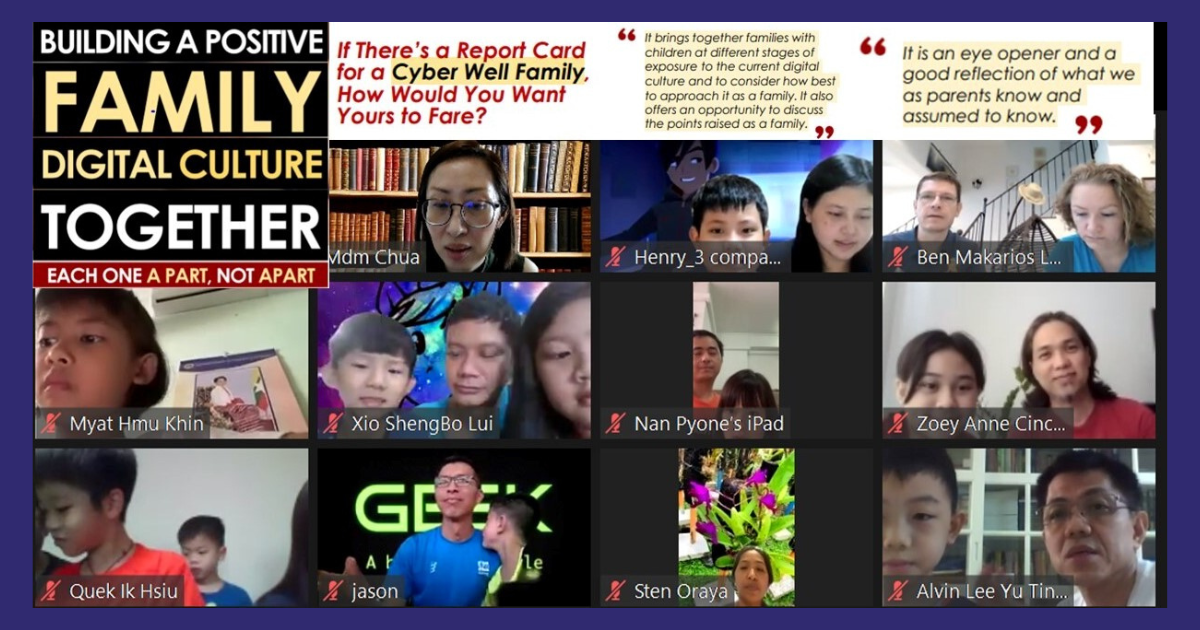 BUILDING A POSITIVE
FAMILY
DIGITAL CULTURE
TOGETHER
EACH ONE A PART, NOT APART
If There's a Report Card
for a Cyber Well Family,
How Would You Want
Yours to Fare?
“ It brings together families with
children at different stages of
exposure to the current digital
culture and to consider how best
to approach it as a family. It also
offers an opportunity to discuss
the points raised as a family. ”
“ It is an eye opener and a
good reflection of what we
as parents know and
assumed to know. ”
Mdm Chua
Henry_3 compa...
Ben Makarios L...
Myat Hmu Khin
Xio ShengBo Lui
Nan Pyone's iPad
Zoey Anne Cinc...
GEEK
Quek Ik Hsiu
jason
Sten Oraya
Alvin Lee Yu Tin...